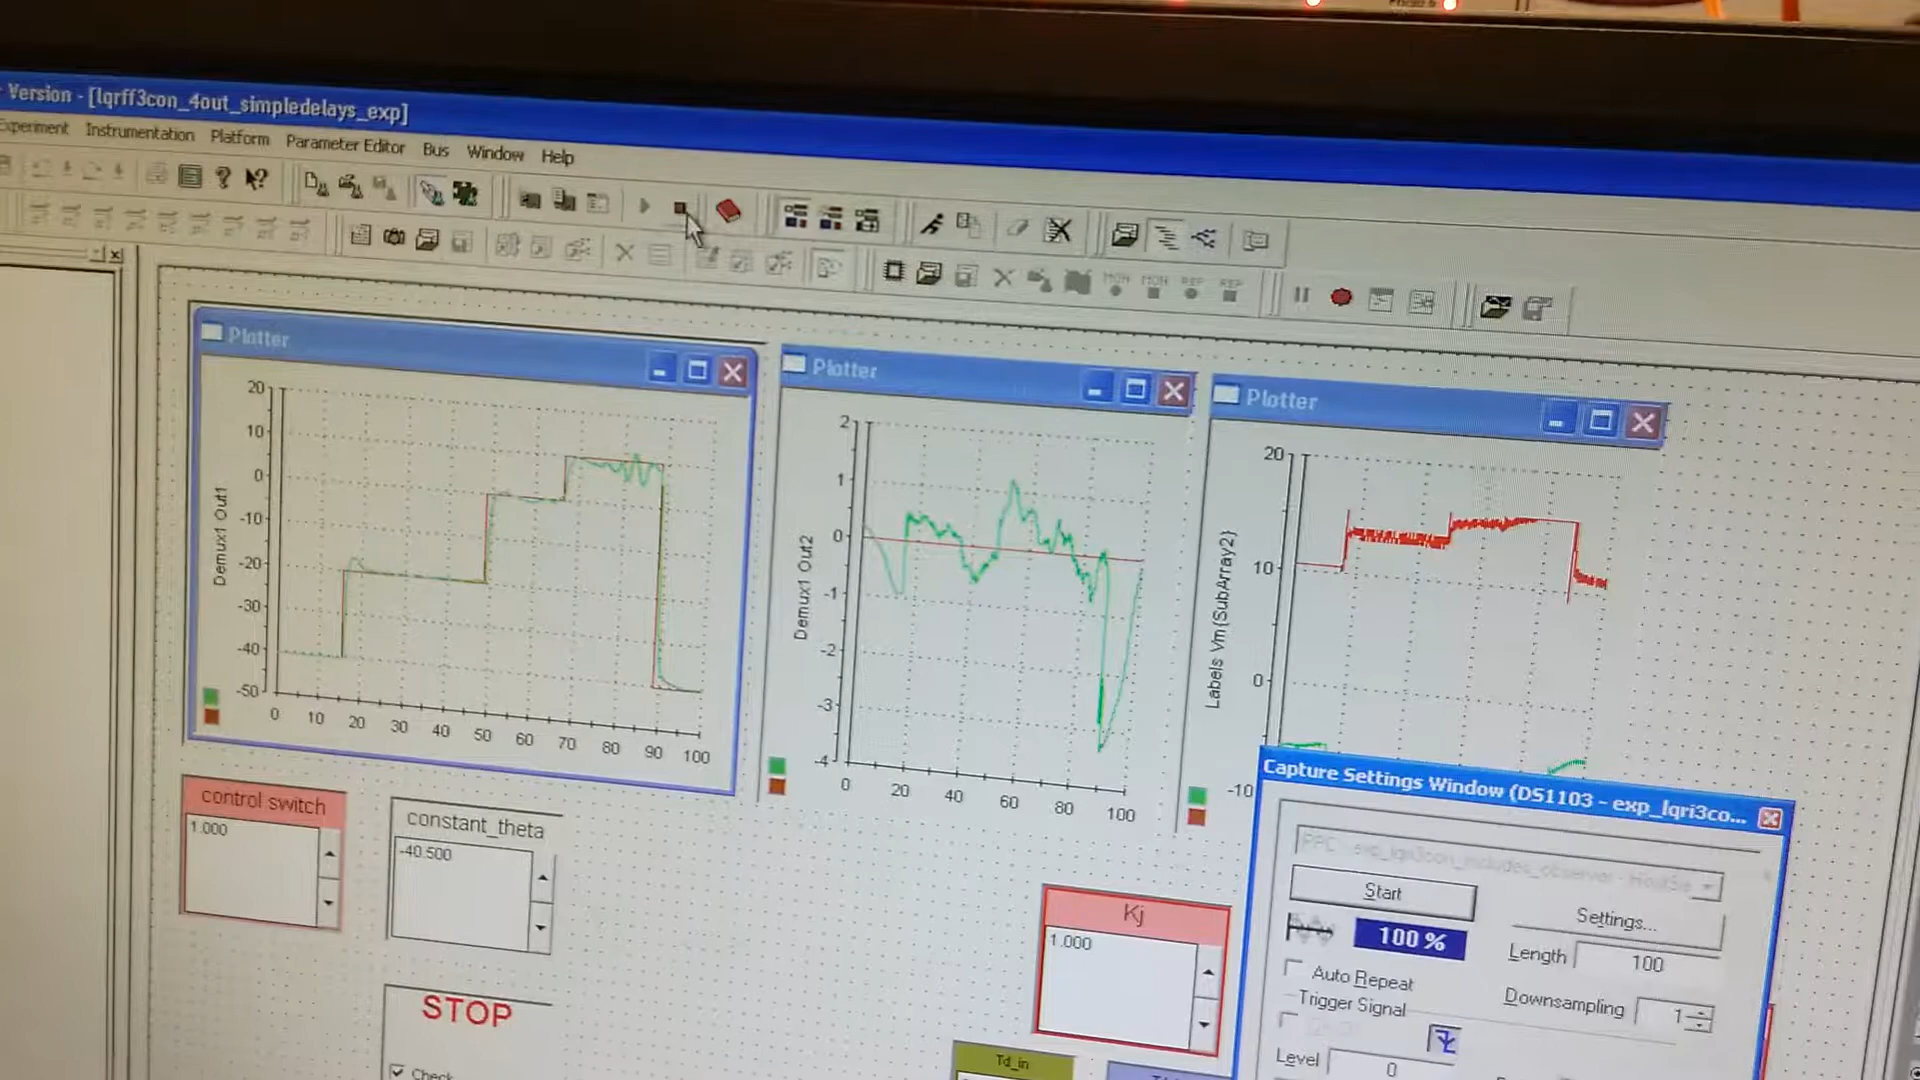 Version - [lqrff3con_4out_simpledelays_exp]
Experiment Instrumentation Platform Parameter Editor Bus Window Help
MON MON REP REP
Plotter
20
10
0
-10
-20
-30
-40
-50
Demux1 Out1
0 10 20 30 40 50 60 70 80 90 100
Plotter
2
1
0
-1
-2
-3
-4
Demux1 Out2
0 20 40 60 80 100
Plotter
20
10
0
-10
Labels Vm{SubArray2}
control switch
1.000
constant_theta
-40.500
STOP
Check
Kj
1.000
Td_in
Capture Settings Window (DS1103 - exp_lqri3co...
Start
Settings...
100 %
Length 100
Auto Repeat
Downsampling 1
Trigger Signal
Level 0